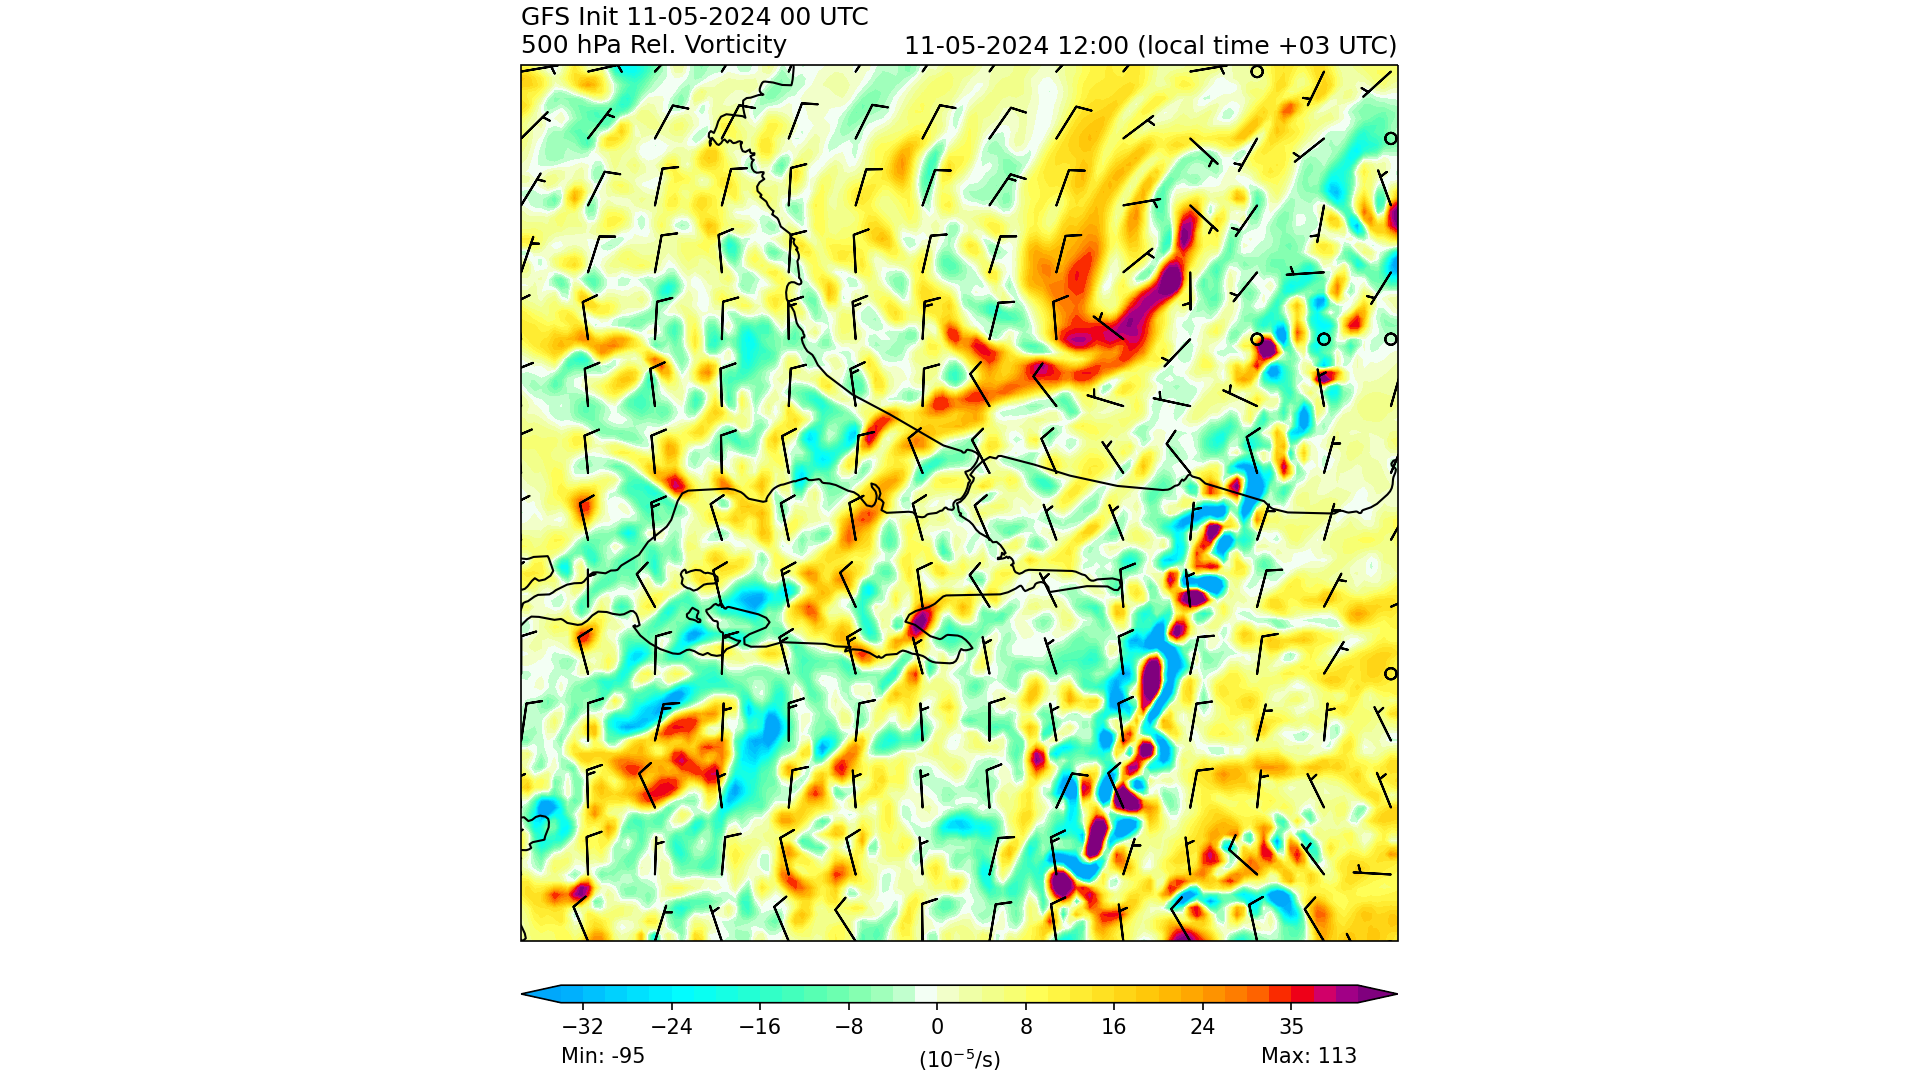 GFS Init 11-05-2024 00 UTC
500 hPa Rel. Vorticity
11-05-2024 12:00 (local time +03 UTC)
−32 −24 −16 −8 0 8 16 24 35
Min: -95
(10⁻⁵/s)
Max: 113